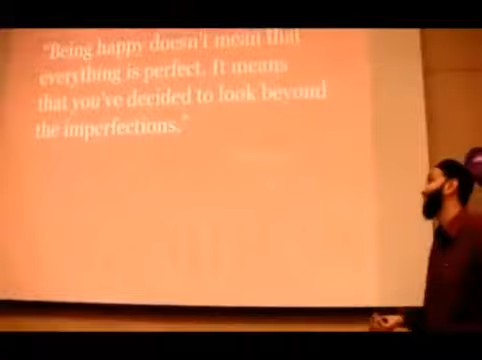 "Being happy doesn't mean that
everything is perfect. It means
that you've decided to look beyond
the imperfections."